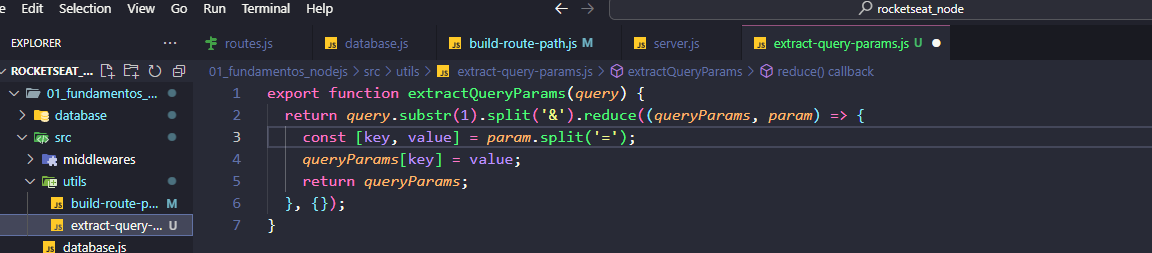 e Edit Selection View Go Run Terminal Help rocketseat_node
EXPLORER ··· routes.js database.js build-route-path.js M server.js extract-query-params.js U
ROCKETSEAT_... 01_fundamentos_nodejs > src > utils > extract-query-params.js > extractQueryParams > reduce() callback
01_fundamentos_...
database
src
middlewares
utils
build-route-p... M
extract-query-... U
database.js
1 export function extractQueryParams(query) {
2 return query.substr(1).split('&').reduce((queryParams, param) => {
3 const [key, value] = param.split('=');
4 queryParams[key] = value;
5 return queryParams;
6 }, {});
7 }